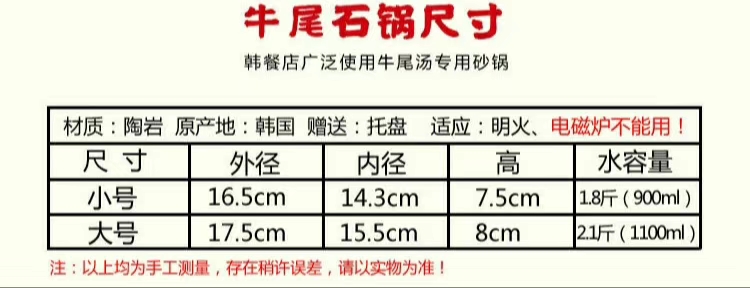 牛尾石锅尺寸
韩餐店广泛使用牛尾汤专用砂锅
材质：陶岩 原产地：韩国 赠送：托盘 适应：明火、电磁炉不能用！
尺寸 外径 内径 高 水容量
小号 16.5cm 14.3cm 7.5cm 1.8斤（900ml）
大号 17.5cm 15.5cm 8cm 2.1斤（1100ml）
注：以上均为手工测量，存在稍许误差，请以实物为准！